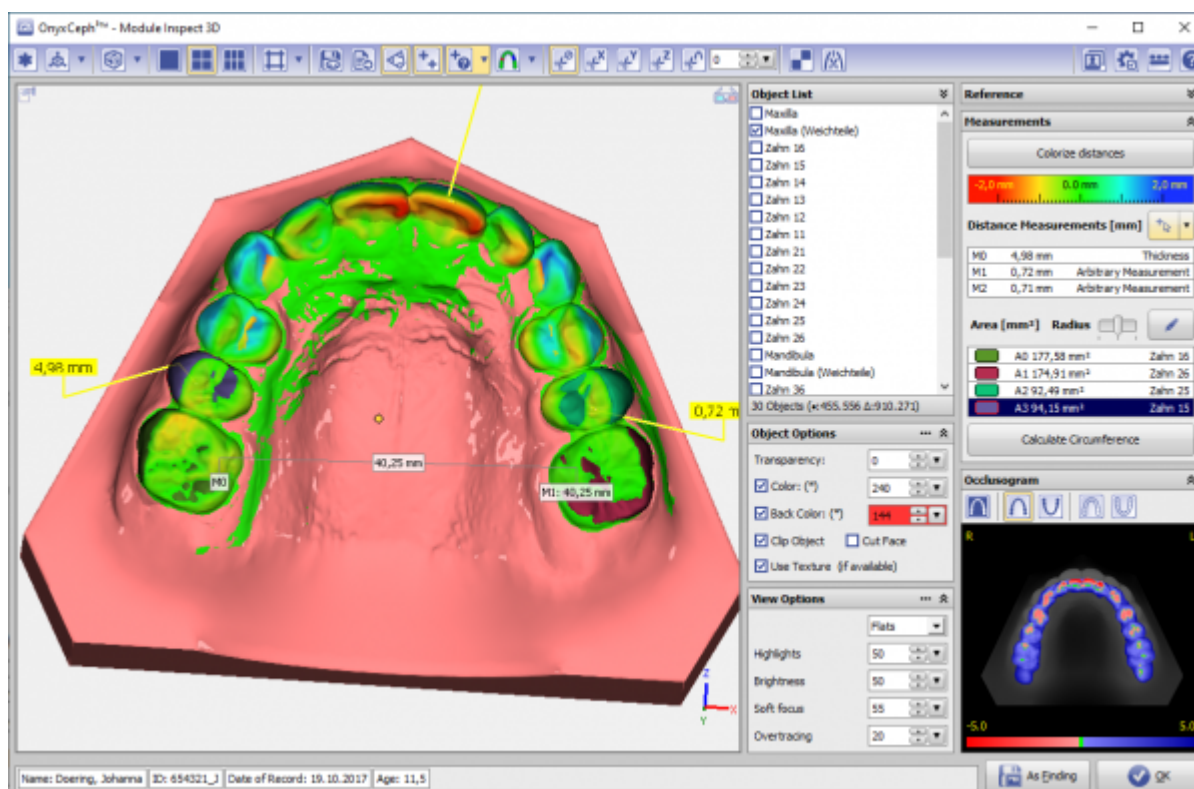 OnyxCeph³™ - Module Inspect 3D
0
4,98 mm
0,72 m
40,25 mm
M0
M1: 40,25 mm
Z
X
Y
Object List
Maxilla
Maxilla (Weichteile)
Zahn 16
Zahn 15
Zahn 14
Zahn 13
Zahn 12
Zahn 11
Zahn 21
Zahn 22
Zahn 23
Zahn 24
Zahn 25
Zahn 26
Mandibula
Mandibula (Weichteile)
Zahn 36
30 Objects (•:455.556 Δ:910.271)
Object Options
Transparency: 0
Color: (*) 240
Back Color: (*) 144
Clip Object Cut Face
Use Texture (if available)
View Options
Flats
Highlights 50
Brightness 50
Soft focus 55
Overtracing 20
Reference
Measurements
Colorize distances
-2,0 mm 0.0 mm 2,0 mm
Distance Measurements [mm]
M0 4,98 mm Thickness
M1 0,72 mm Arbitrary Measurement
M2 0,71 mm Arbitrary Measurement
Area [mm²] Radius
A0 177,58 mm² Zahn 16
A1 174,91 mm² Zahn 26
A2 92,49 mm² Zahn 25
A3 94,15 mm² Zahn 15
Calculate Circumference
Occlusogram
R L
-5.0 5.0
Name: Doering, Johanna ID: 654321_J Date of Record: 19.10.2017 Age: 11,5
As Finding OK